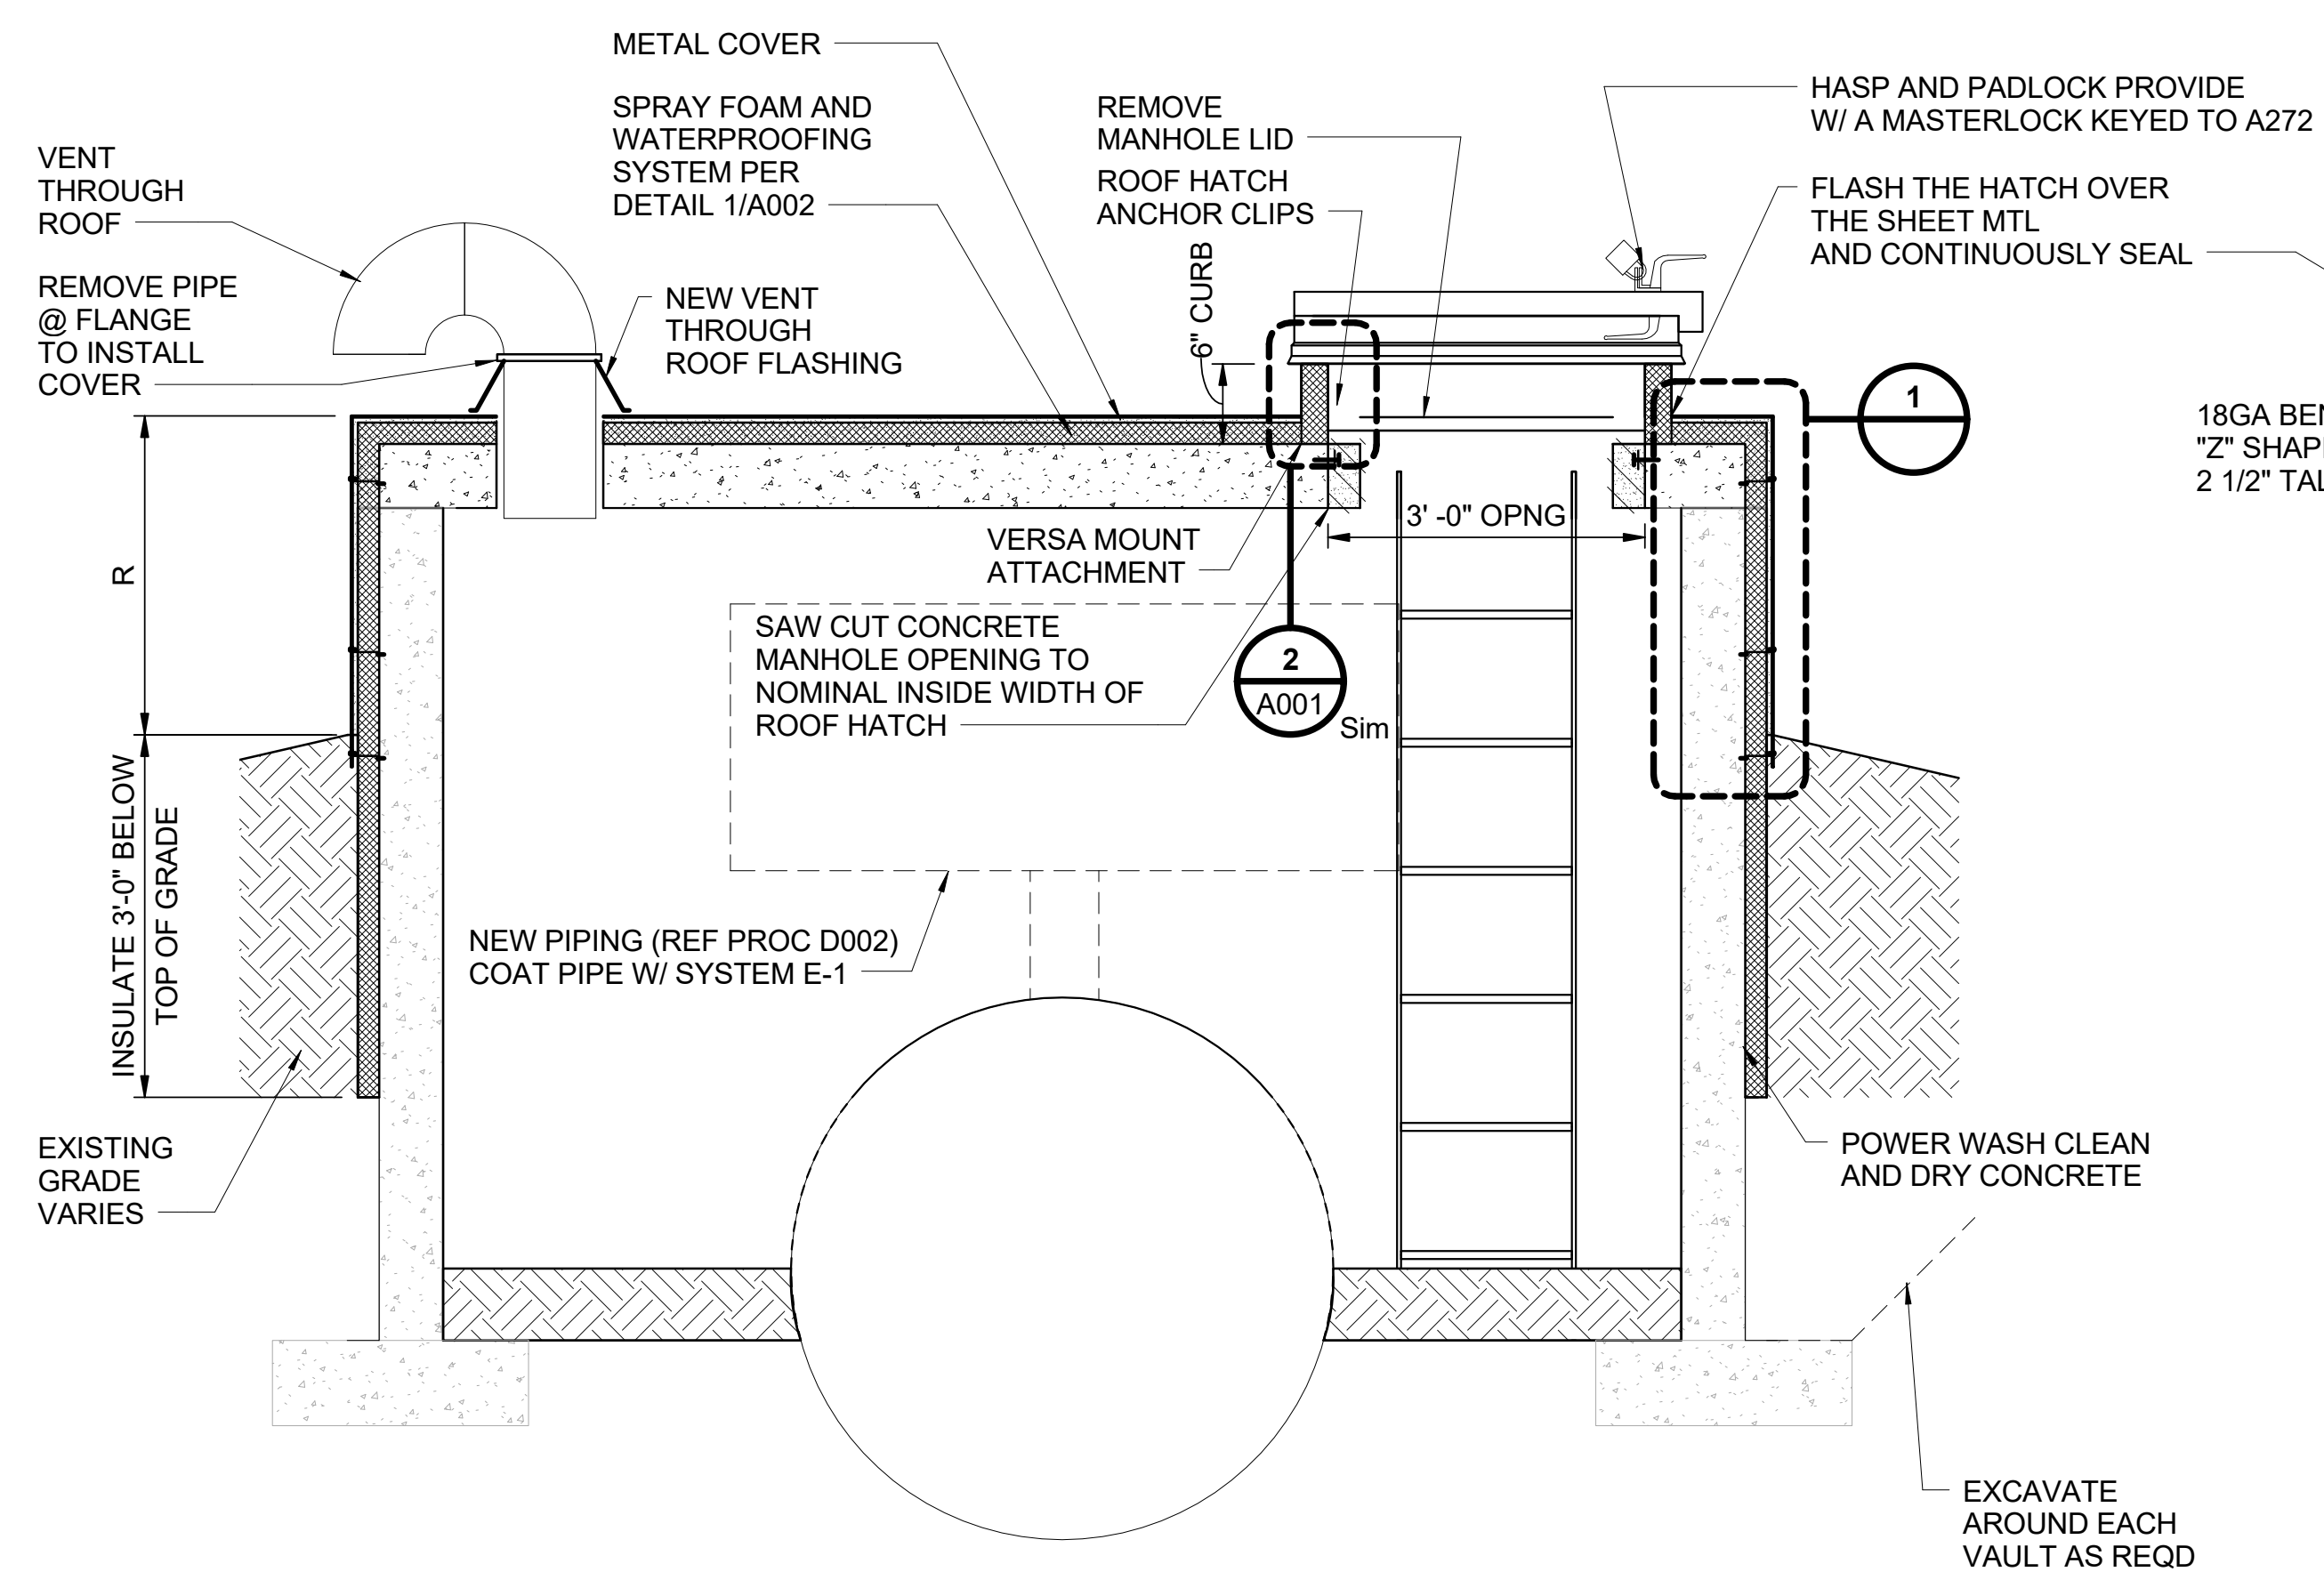 METAL COVER
SPRAY FOAM AND
WATERPROOFING
SYSTEM PER
DETAIL 1/A002
REMOVE
MANHOLE LID
ROOF HATCH
ANCHOR CLIPS
HASP AND PADLOCK PROVIDE
W/ A MASTERLOCK KEYED TO A272
FLASH THE HATCH OVER
THE SHEET MTL
AND CONTINUOUSLY SEAL
VENT
THROUGH
ROOF
REMOVE PIPE
@ FLANGE
TO INSTALL
COVER
NEW VENT
THROUGH
ROOF FLASHING
6" CURB
1
18GA BEN
"Z" SHAP
2 1/2" TAL
R
3' -0" OPNG
VERSA MOUNT
ATTACHMENT
SAW CUT CONCRETE
MANHOLE OPENING TO
NOMINAL INSIDE WIDTH OF
ROOF HATCH
2
A001
Sim
INSULATE 3'-0" BELOW
TOP OF GRADE
NEW PIPING (REF PROC D002)
COAT PIPE W/ SYSTEM E-1
EXISTING
GRADE
VARIES
POWER WASH CLEAN
AND DRY CONCRETE
EXCAVATE
AROUND EACH
VAULT AS REQD